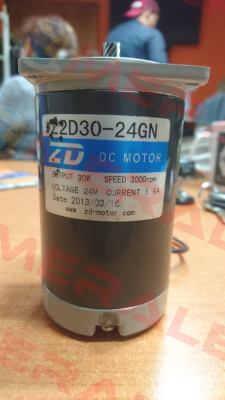 Z2D30-24GN
ZD DC MOTOR
OUTPUT 30W SPEED 3000rpm
VOLTAGE 24V CURRENT 1.6A
Date 2013/03/16
www.zd-motor.com